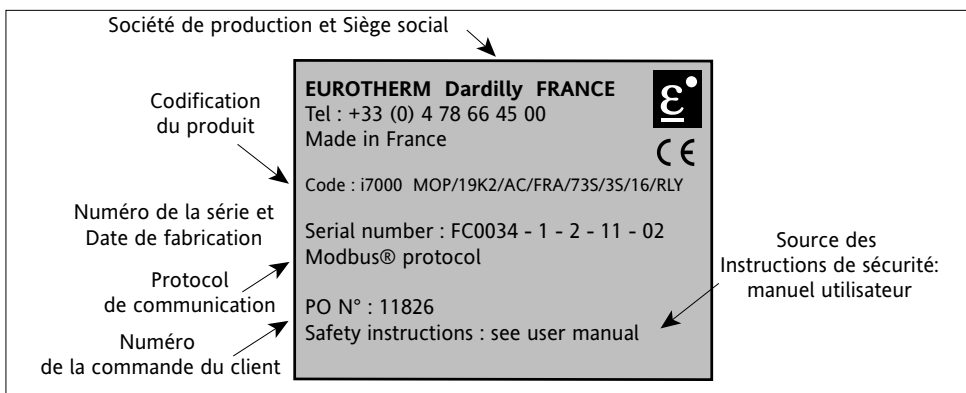 Société de production et Siège social
EUROTHERM Dardilly FRANCE
Tel : +33 (0) 4 78 66 45 00
Made in France
ε
CE
Codification
du produit
Code : i7000 MOP/19K2/AC/FRA/73S/3S/16/RLY
Numéro de la série et
Date de fabrication
Serial number : FC0034 - 1 - 2 - 11 - 02
Modbus® protocol
Protocol
de communication
Source des
Instructions de sécurité:
manuel utilisateur
PO N° : 11826
Safety instructions : see user manual
Numéro
de la commande du client